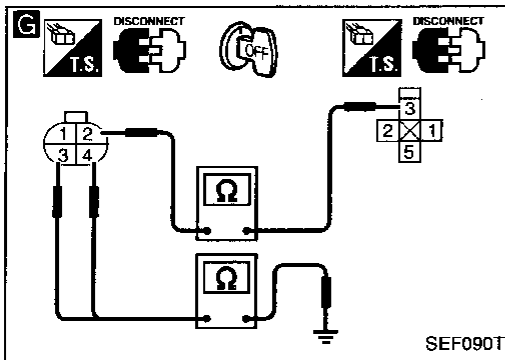 G
DISCONNECT
T.S.
OFF
DISCONNECT
T.S.
1 2
3 4
3
2 1
5
Ω
Ω
SEF090T